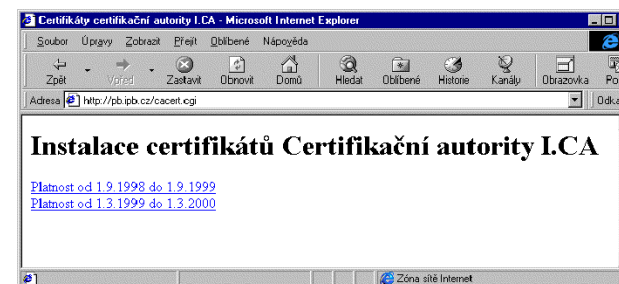 Certifikáty certifikační autority I.CA - Microsoft Internet Explorer
Soubor Úpravy Zobrazit Přejít Oblíbené Nápověda
Zpět Vpřed Zastavit Obnovit Domů Hledat Oblíbené Historie Kanály Obrazovka Po
Adresa http://pb.ipb.cz/cacert.cgi Odka
Instalace certifikátů Certifikační autority I.CA
Platnost od 1.9.1998 do 1.9.1999
Platnost od 1.3.1999 do 1.3.2000
Zóna sítě Internet